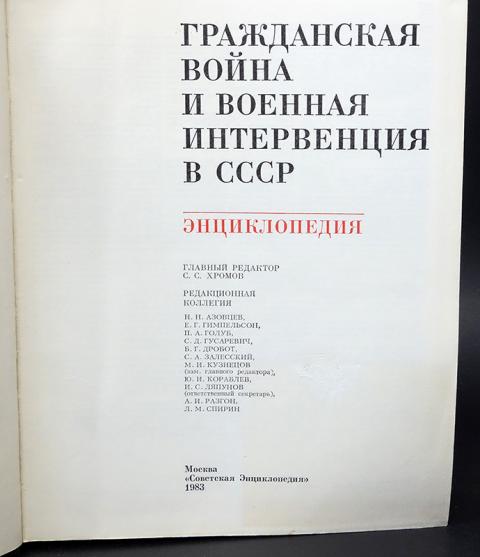 ГРАЖДАНСКАЯ
ВОЙНА
И ВОЕННАЯ
ИНТЕРВЕНЦИЯ
В СССР
ЭНЦИКЛОПЕДИЯ
ГЛАВНЫЙ РЕДАКТОР
С. С. ХРОМОВ
РЕДАКЦИОННАЯ
КОЛЛЕГИЯ
Н. Н. АЗОВЦЕВ,
Е. Г. ГИМПЕЛЬСОН,
П. А. ГОЛУБ,
С. Д. ГУСАРЕВИЧ,
Б. Г. ДРОБОТ,
С. А. ЗАЛЕССКИЙ,
М. И. КУЗНЕЦОВ
(зам. главного редактора),
Ю. И. КОРАБЛЕВ,
И. С. ЛЯПУНОВ
(ответственный секретарь),
А. И. РАЗГОН,
Л. М. СПИРИН
Москва
«Советская Энциклопедия»
1983